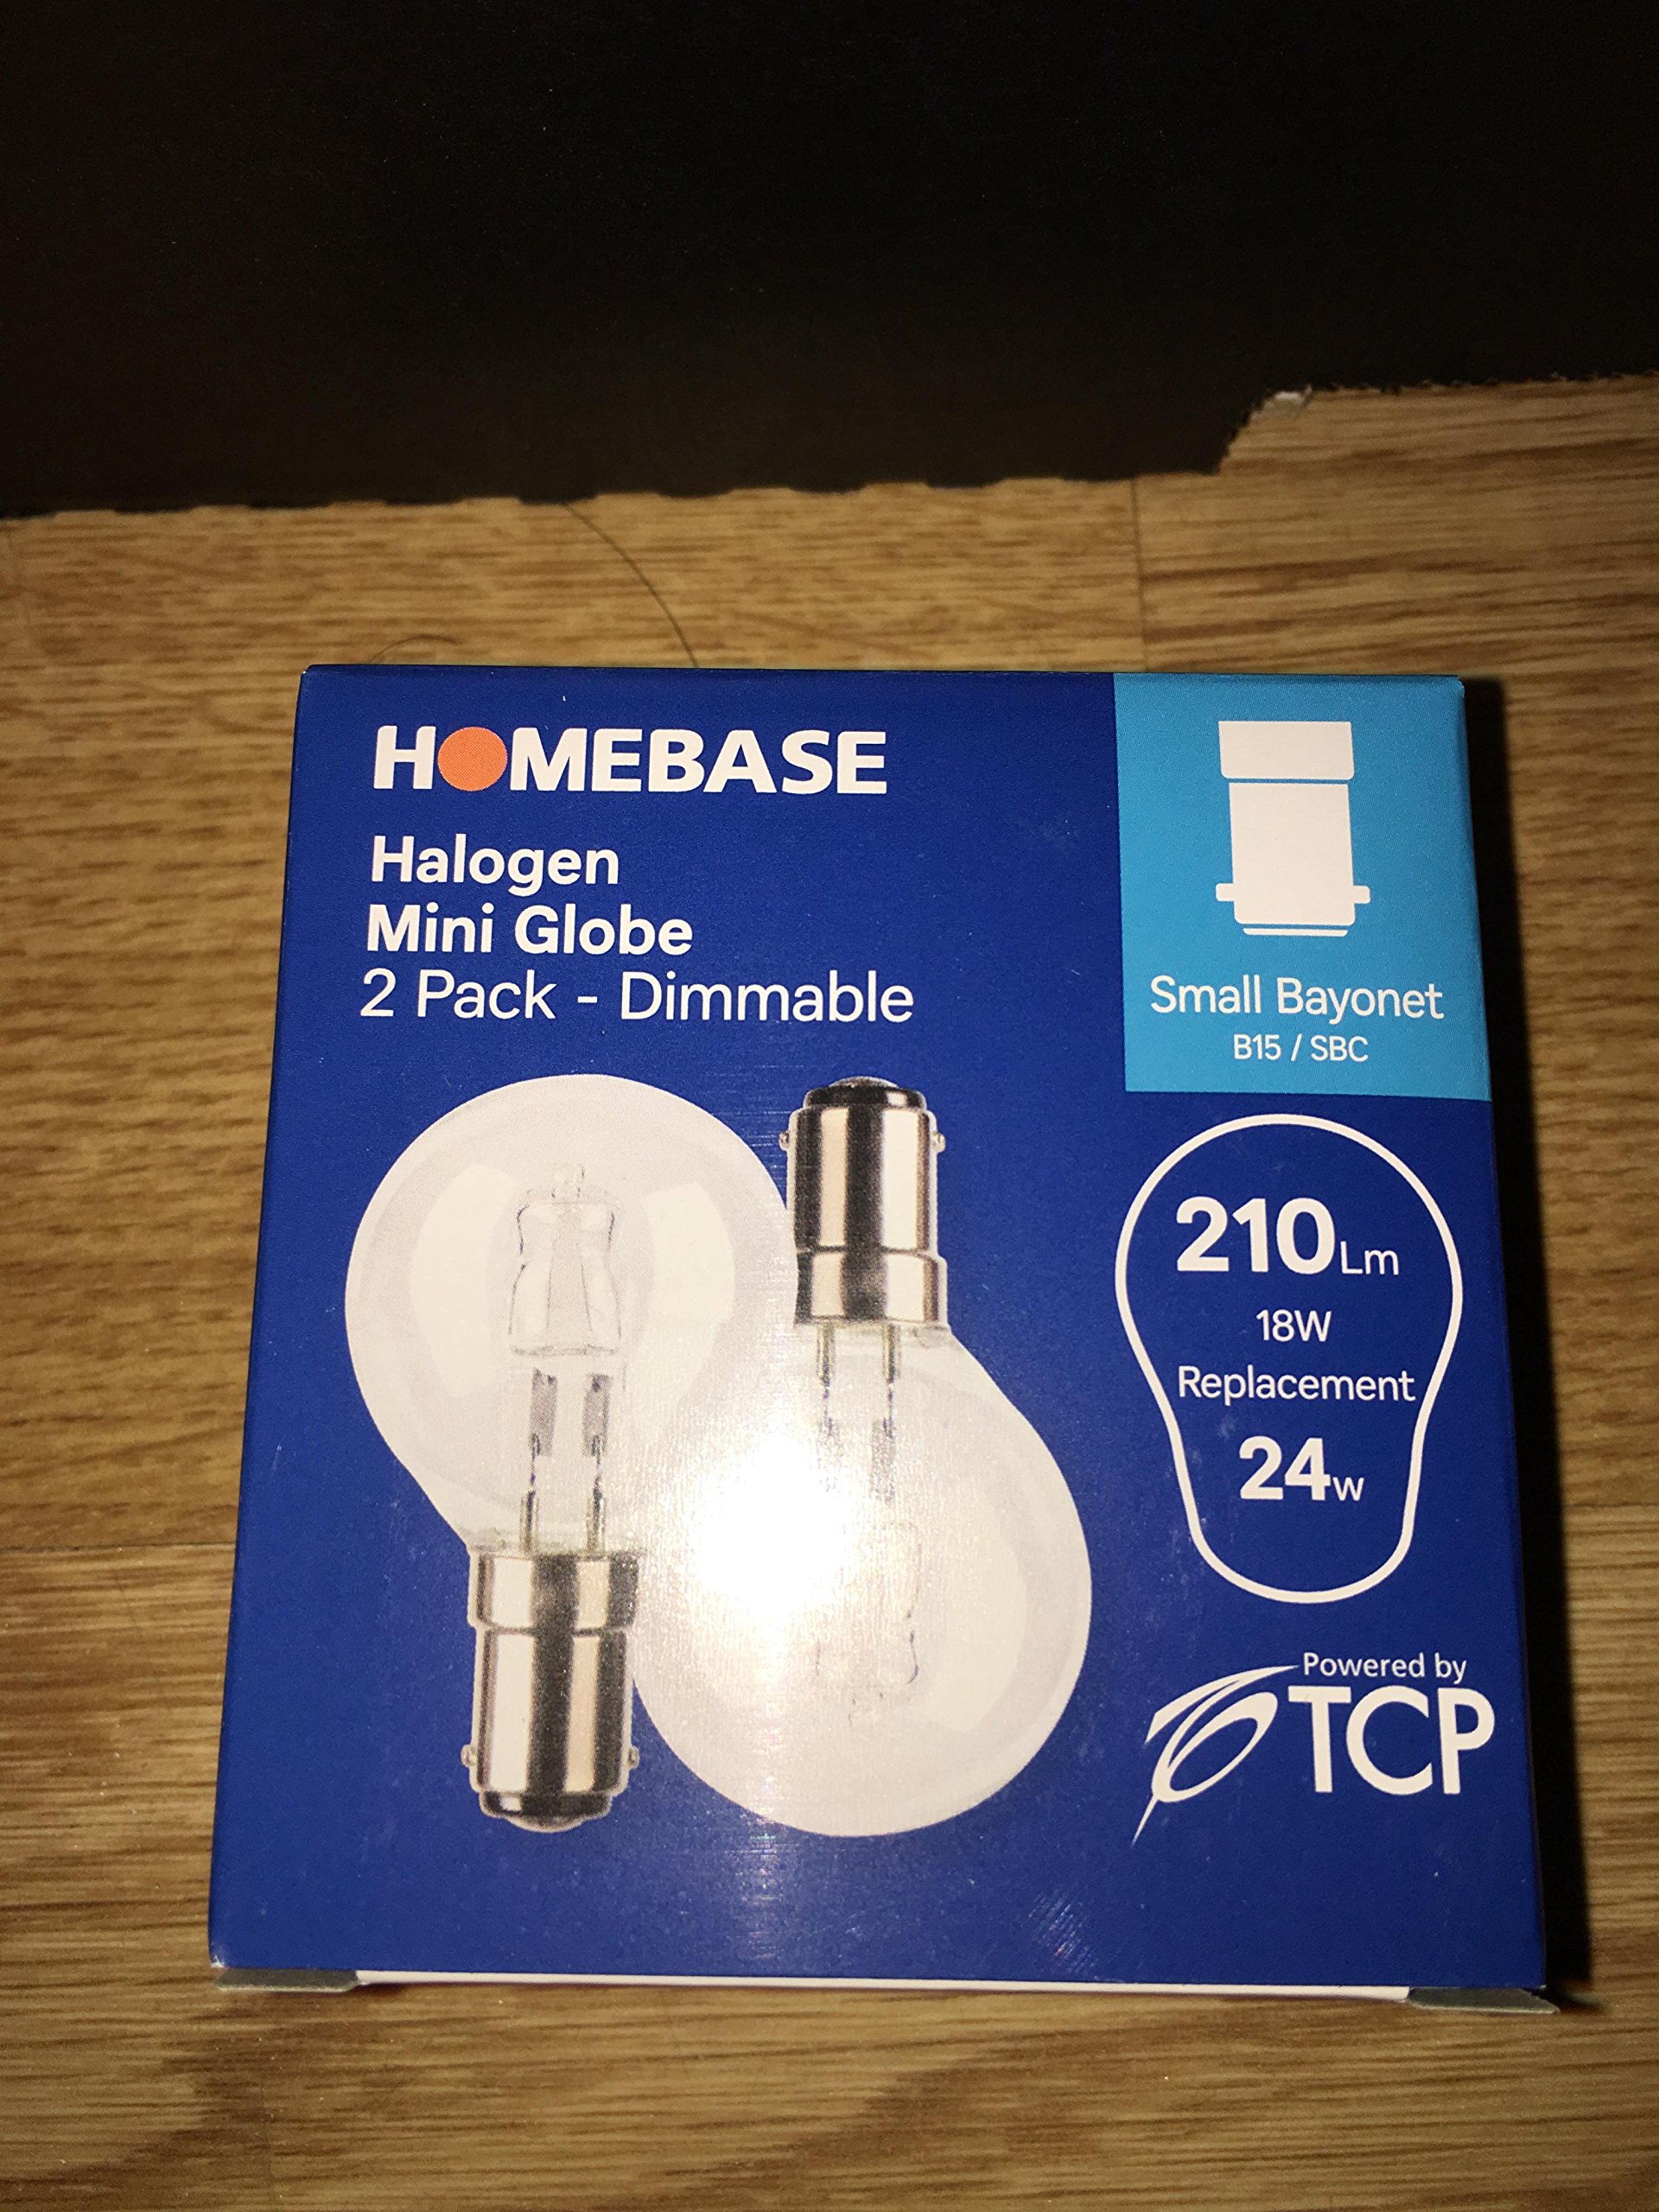 HOMEBASE
Halogen
Mini Globe
2 Pack - Dimmable
Small Bayonet
B15 / SBC
210Lm
18W
Replacement
24w
Powered by
TCP